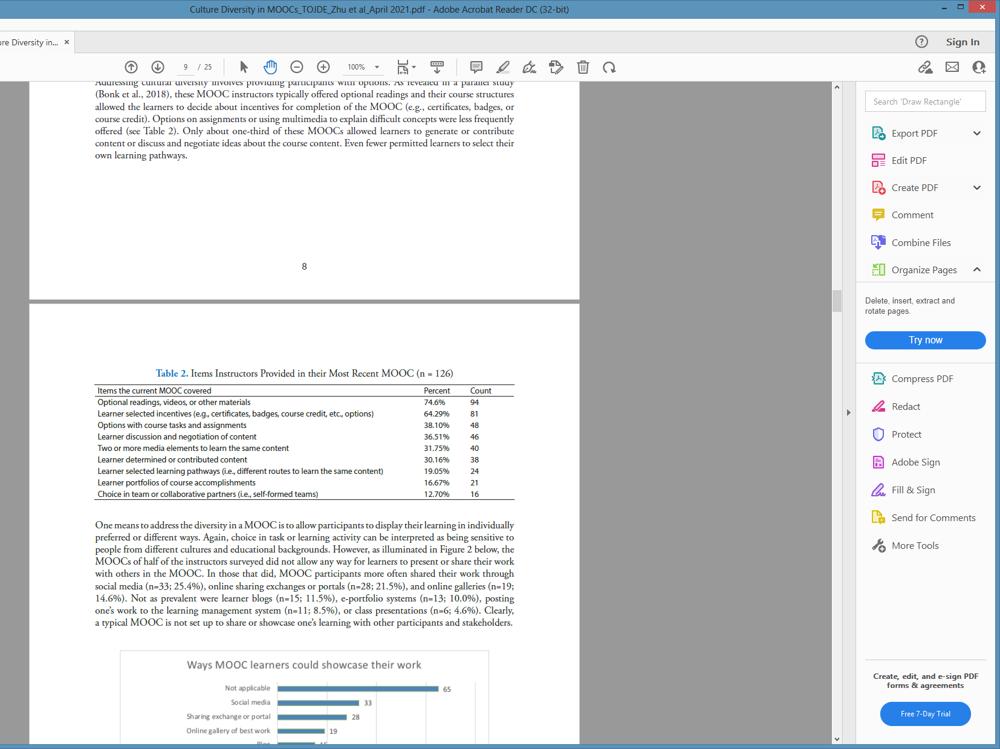 Culture Diversity in MOOCs_TOJDE_Zhu et al_April 2021.pdf - Adobe Acrobat Reader DC (32-bit)
ure Diversity in... ×
Sign In
9 / 25
100%
Addressing cultural diversity involves providing participants with options. As revealed in a parallel study
(Bonk et al., 2018), these MOOC instructors typically offered optional readings and their course structures
allowed the learners to decide about incentives for completion of the MOOC (e.g., certificates, badges, or
course credit). Options on assignments or using multimedia to explain difficult concepts were less frequently
offered (see Table 2). Only about one-third of these MOOCs allowed learners to generate or contribute
content or discuss and negotiate ideas about the course content. Even fewer permitted learners to select their
own learning pathways.
8
Table 2. Items Instructors Provided in their Most Recent MOOC (n = 126)
Items the current MOOC covered Percent Count
Optional readings, videos, or other materials 74.6% 94
Learner selected incentives (e.g., certificates, badges, course credit, etc., options) 64.29% 81
Options with course tasks and assignments 38.10% 48
Learner discussion and negotiation of content 36.51% 46
Two or more media elements to learn the same content 31.75% 40
Learner determined or contributed content 30.16% 38
Learner selected learning pathways (i.e., different routes to learn the same content) 19.05% 24
Learner portfolios of course accomplishments 16.67% 21
Choice in team or collaborative partners (i.e., self-formed teams) 12.70% 16
One means to address the diversity in a MOOC is to allow participants to display their learning in individually
preferred or different ways. Again, choice in task or learning activity can be interpreted as being sensitive to
people from different cultures and educational backgrounds. However, as illuminated in Figure 2 below, the
MOOCs of half of the instructors surveyed did not allow any way for learners to present or share their work
with others in the MOOC. In those that did, MOOC participants more often shared their work through
social media (n=33; 25.4%), online sharing exchanges or portals (n=28; 21.5%), and online galleries (n=19;
14.6%). Not as prevalent were learner blogs (n=15; 11.5%), e-portfolio systems (n=13; 10.0%), posting
one's work to the learning management system (n=11; 8.5%), or class presentations (n=6; 4.6%). Clearly,
a typical MOOC is not set up to share or showcase one's learning with other participants and stakeholders.
Ways MOOC learners could showcase their work
Not applicable 65
Social media 33
Sharing exchange or portal 28
Online gallery of best work 19
Blog 15
Search 'Draw Rectangle'
Export PDF
Edit PDF
Create PDF
Comment
Combine Files
Organize Pages
Delete, insert, extract and
rotate pages.
Try now
Compress PDF
Redact
Protect
Adobe Sign
Fill & Sign
Send for Comments
More Tools
Create, edit, and e-sign PDF
forms & agreements
Free 7-Day Trial